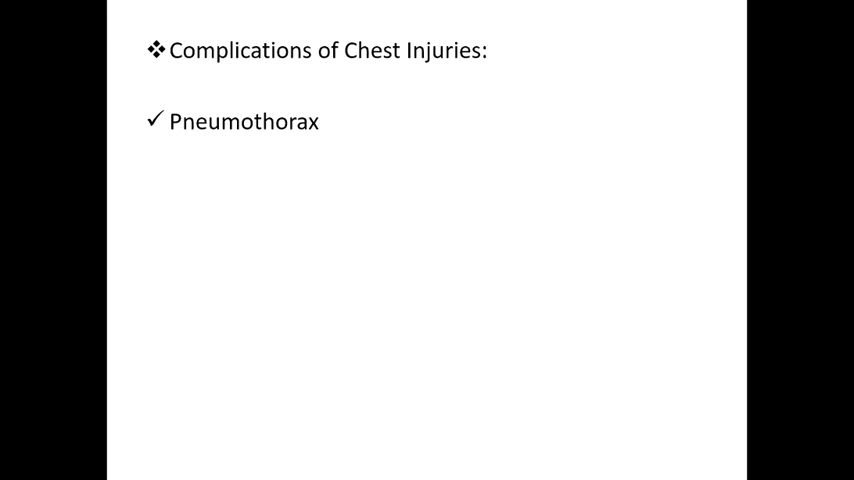 ❖Complications of Chest Injuries:
✓ Pneumothorax